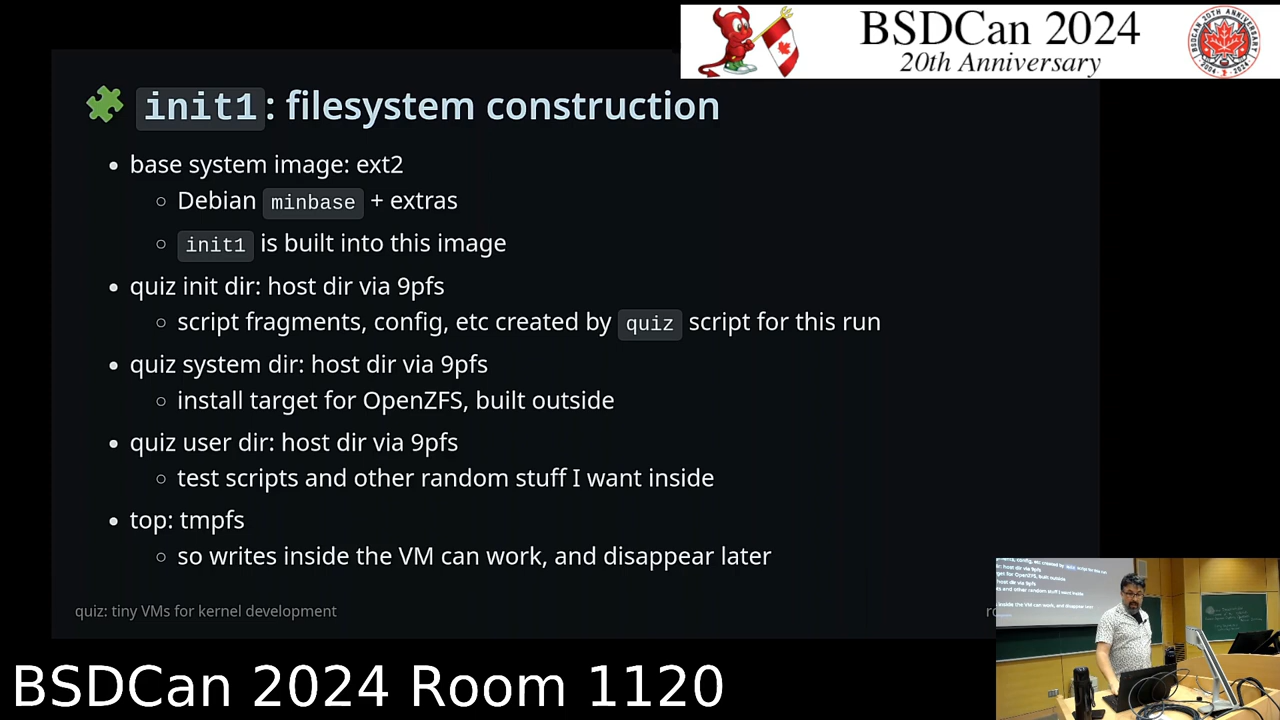 BSDCan 2024
20th Anniversary
init1: filesystem construction
• base system image: ext2
○ Debian minbase + extras
○ init1 is built into this image
• quiz init dir: host dir via 9pfs
○ script fragments, config, etc created by quiz script for this run
• quiz system dir: host dir via 9pfs
○ install target for OpenZFS, built outside
• quiz user dir: host dir via 9pfs
○ test scripts and other random stuff I want inside
• top: tmpfs
○ so writes inside the VM can work, and disappear later
quiz: tiny VMs for kernel development
BSDCan 2024 Room 1120